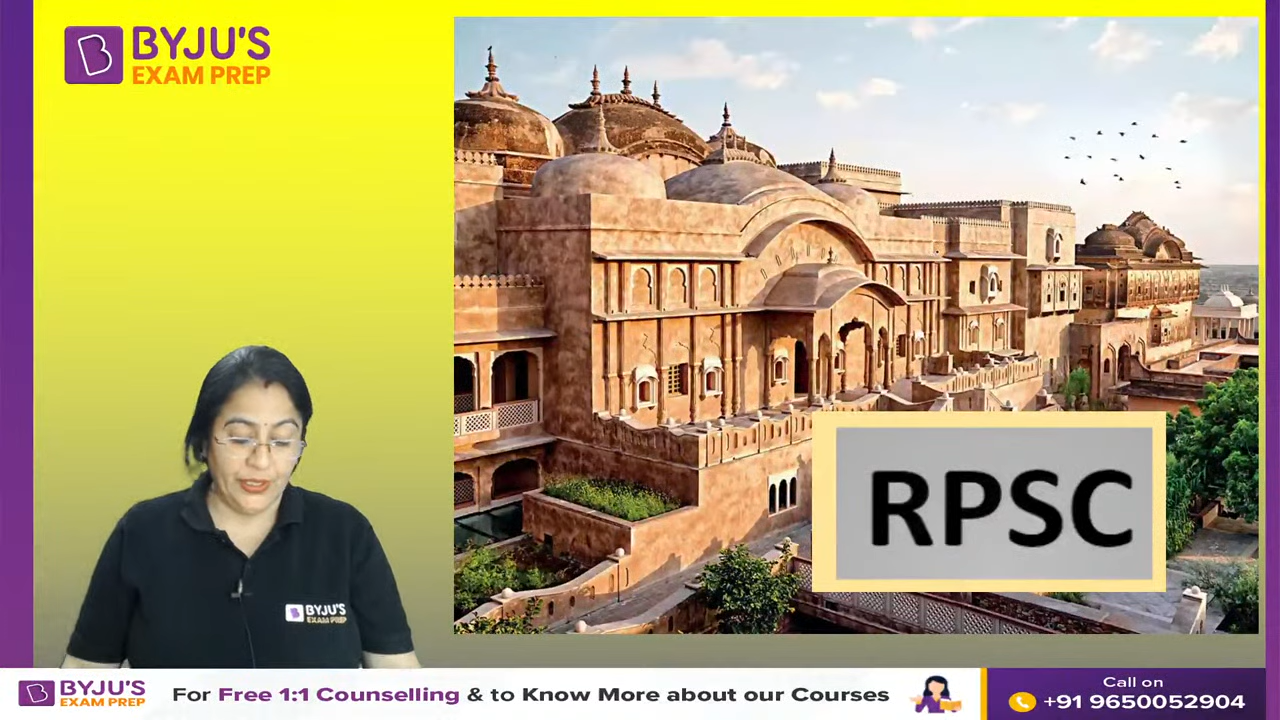 BYJU'S
EXAM PREP
RPSC
BYJU'S
EXAM PREP
BYJU'S
EXAM PREP
For Free 1:1 Counselling & to Know More about our Courses
Call on
+91 9650052904